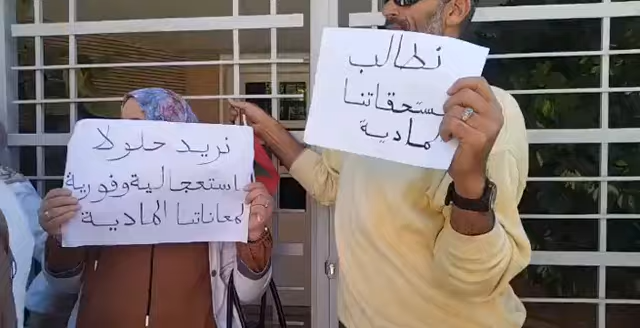 نريد حلولا
استعجالية وفورية
لمعاناتنا المادية
نطالب
بمستحقاتنا
المادية